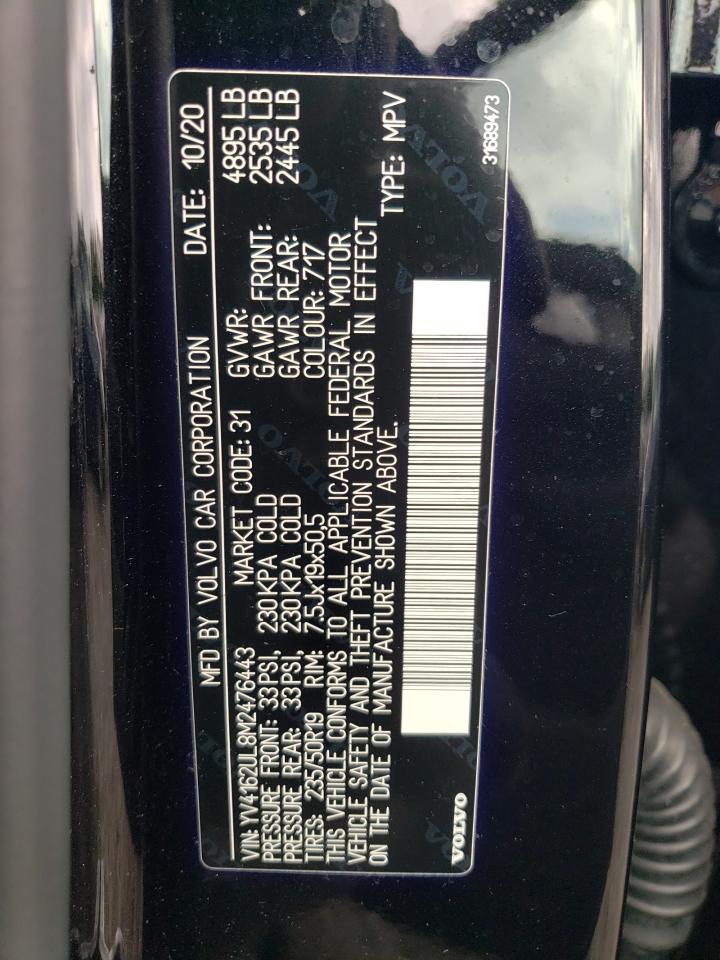 MFD BY VOLVO CAR CORPORATION DATE: 10/20
VIN: YV4162UL8M2476443
MARKET CODE: 31 GVWR: 4895 LB
PRESSURE FRONT: 33PSI, 230KPA COLD GAWR FRONT: 2535 LB
PRESSURE REAR: 33PSI, 230KPA COLD GAWR REAR: 2445 LB
TIRES: 235/50R19 RIM: 7.5Jx19x50,5 COLOUR: 717
THIS VEHICLE CONFORMS TO ALL APPLICABLE FEDERAL MOTOR
VEHICLE SAFETY AND THEFT PREVENTION STANDARDS IN EFFECT
ON THE DATE OF MANUFACTURE SHOWN ABOVE. TYPE: MPV
VOLVO
31689473